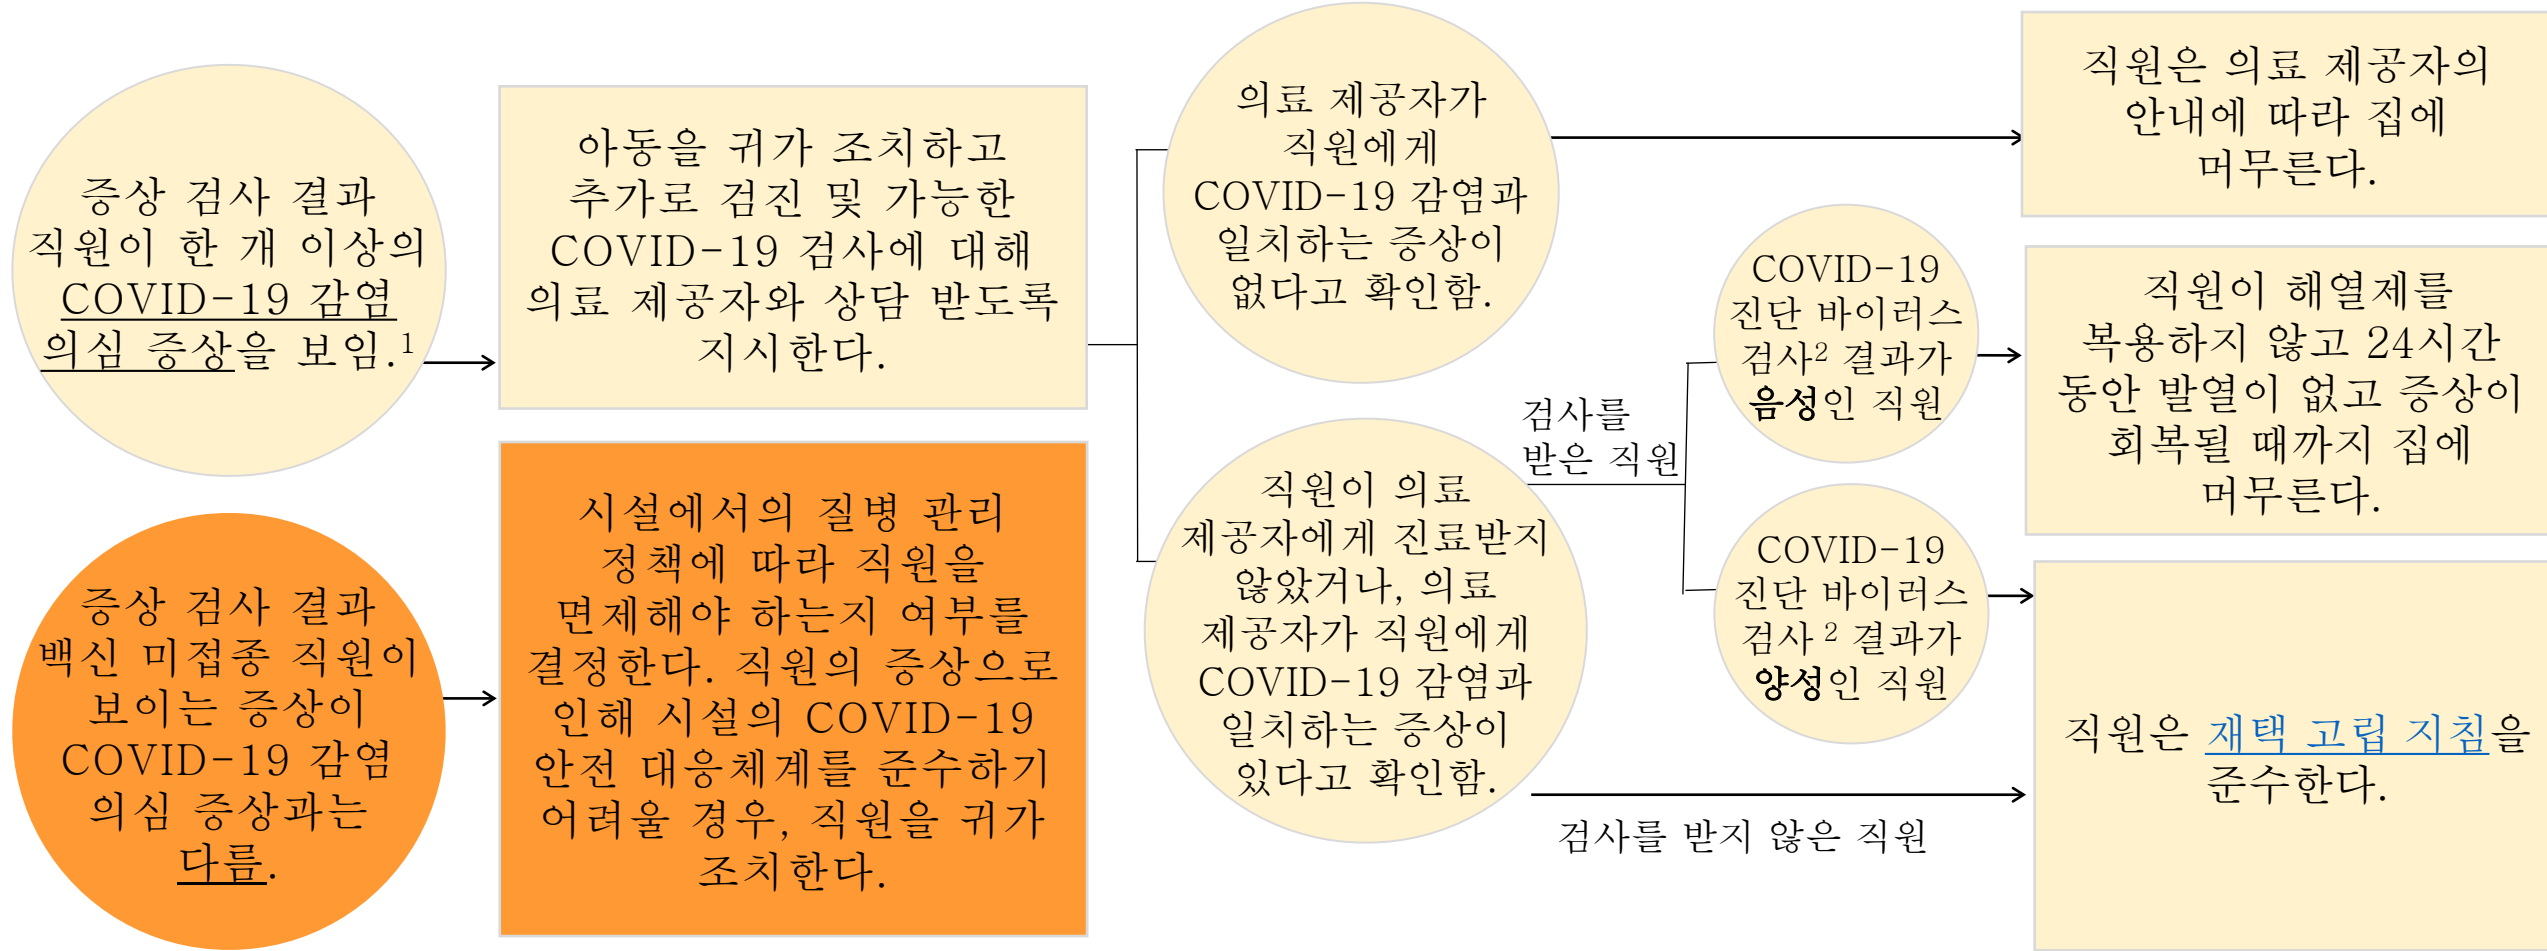 증상 검사 결과
직원이 한 개 이상의
COVID-19 감염
의심 증상을 보임.¹
아동을 귀가 조치하고
추가로 검진 및 가능한
COVID-19 검사에 대해
의료 제공자와 상담 받도록
지시한다.
의료 제공자가
직원에게
COVID-19 감염과
일치하는 증상이
없다고 확인함.
직원은 의료 제공자의
안내에 따라 집에
머무른다.
직원이 의료
제공자에게 진료받지
않았거나, 의료
제공자가 직원에게
COVID-19 감염과
일치하는 증상이
있다고 확인함.
검사를
받은 직원
COVID-19
진단 바이러스
검사² 결과가
음성인 직원
직원이 해열제를
복용하지 않고 24시간
동안 발열이 없고 증상이
회복될 때까지 집에
머무른다.
COVID-19
진단 바이러스
검사 ² 결과가
양성인 직원
검사를 받지 않은 직원
직원은 재택 고립 지침을
준수한다.
증상 검사 결과
백신 미접종 직원이
보이는 증상이
COVID-19 감염
의심 증상과는
다름.
시설에서의 질병 관리
정책에 따라 직원을
면제해야 하는지 여부를
결정한다. 직원의 증상으로
인해 시설의 COVID-19
안전 대응체계를 준수하기
어려울 경우, 직원을 귀가
조치한다.